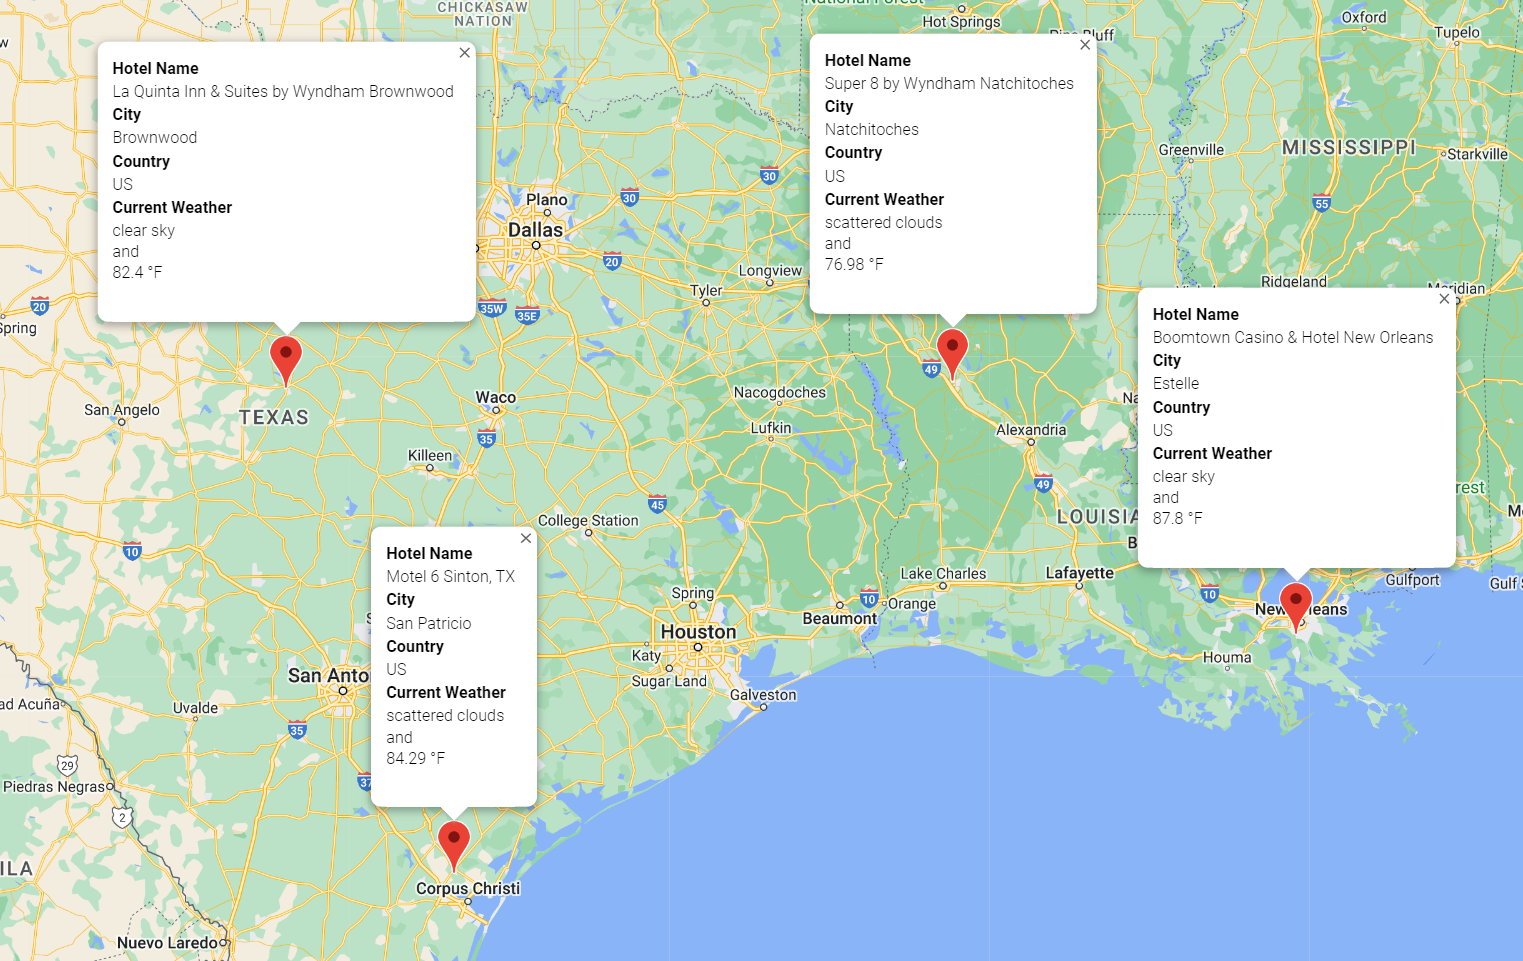 CHICKASAW
NATION
Hot Springs
Oxford
Tupelo
Hotel Name
La Quinta Inn & Suites by Wyndham Brownwood
City
Brownwood
Country
US
Current Weather
clear sky
and
82.4 °F
Hotel Name
Super 8 by Wyndham Natchitoches
City
Natchitoches
Country
US
Current Weather
scattered clouds
and
76.98 °F
Greenville
MISSISSIPPI
Starkville
30
30
55
Plano
Dallas
20
Longview
Tyler
Ridgeland
Meridian
20
pring
35W
35E
Hotel Name
Boomtown Casino & Hotel New Orleans
City
Estelle
Country
US
Current Weather
clear sky
and
87.8 °F
49
San Angelo
TEXAS
Waco
Nacogdoches
Na
35
Lufkin
Alexandria
Killeen
49
45
rest
10
College Station
LOUISIA
Hotel Name
Motel 6 Sinton, TX
City
San Patricio
Country
US
Current Weather
scattered clouds
and
84.29 °F
B
Lake Charles
Lafayette
Gulfport
Gulf S
Spring
10
Orange
10
Beaumont
New
leans
Houston
Katy
Sugar Land
Houma
San Anto
Galveston
ad Acuña
Uvalde
35
37
29
Piedras Negras
2
ILA
Corpus Christi
Nuevo Laredo